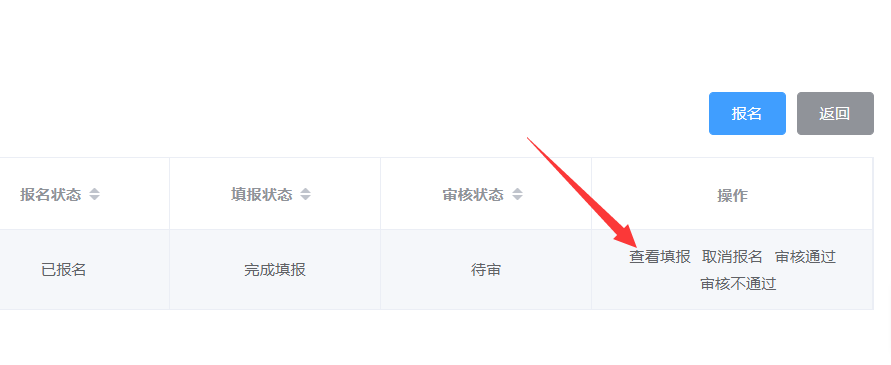 报名 返回
报名状态 填报状态 审核状态 操作
已报名 完成填报 待审 查看填报 取消报名 审核通过
审核不通过